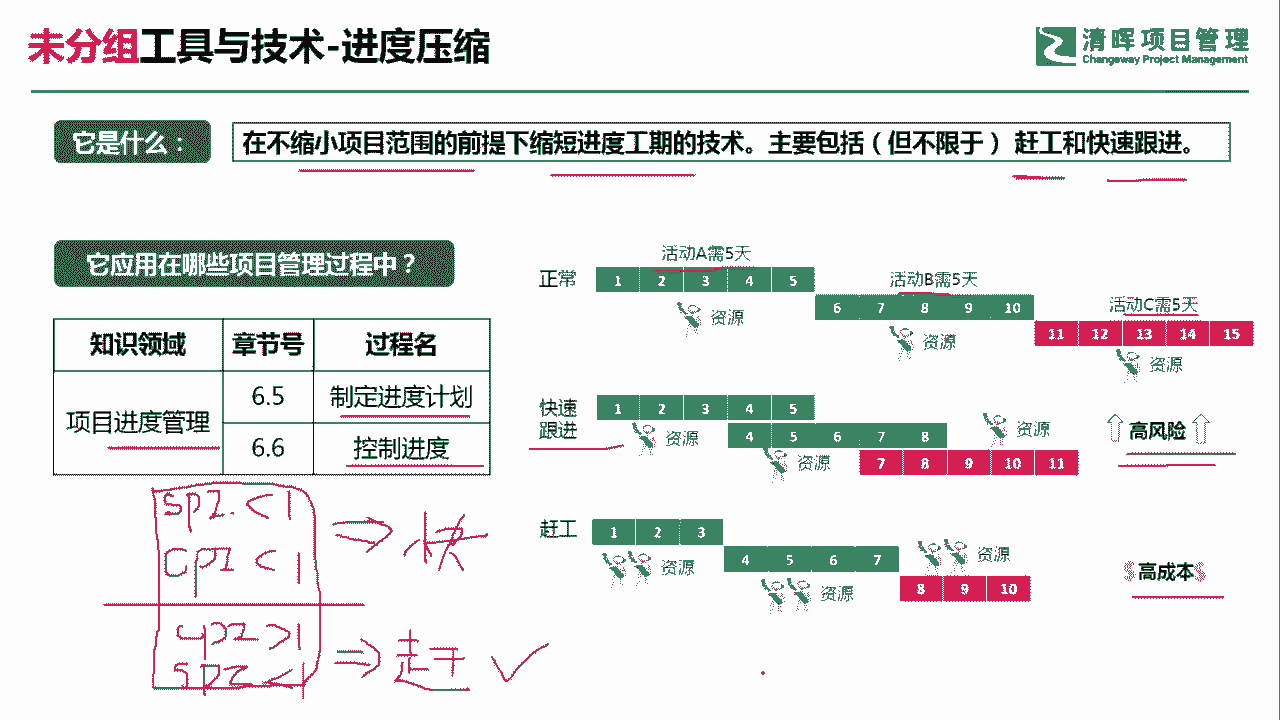 未分组工具与技术-进度压缩
清晖项目管理
Changeway Project Management
它是什么：
在不缩小项目范围的前提下缩短进度工期的技术。主要包括（但不限于）赶工和快速跟进。
它应用在哪些项目管理过程中？
知识领域 章节号 过程名
项目进度管理 6.5 制定进度计划
6.6 控制进度
正常
活动A需5天
1 2 3 4 5
资源
活动B需5天
6 7 8 9 10
资源
活动C需5天
11 12 13 14 15
资源
快速
跟进
1 2 3 4 5
资源
4 5 6 7 8
资源
资源
7 8 9 10 11
高风险
赶工
1 2 3
资源
4 5 6 7
资源
资源
8 9 10
$高成本$
SPI<1
CPI<1
快
CPI>1
SPI<1
赶工